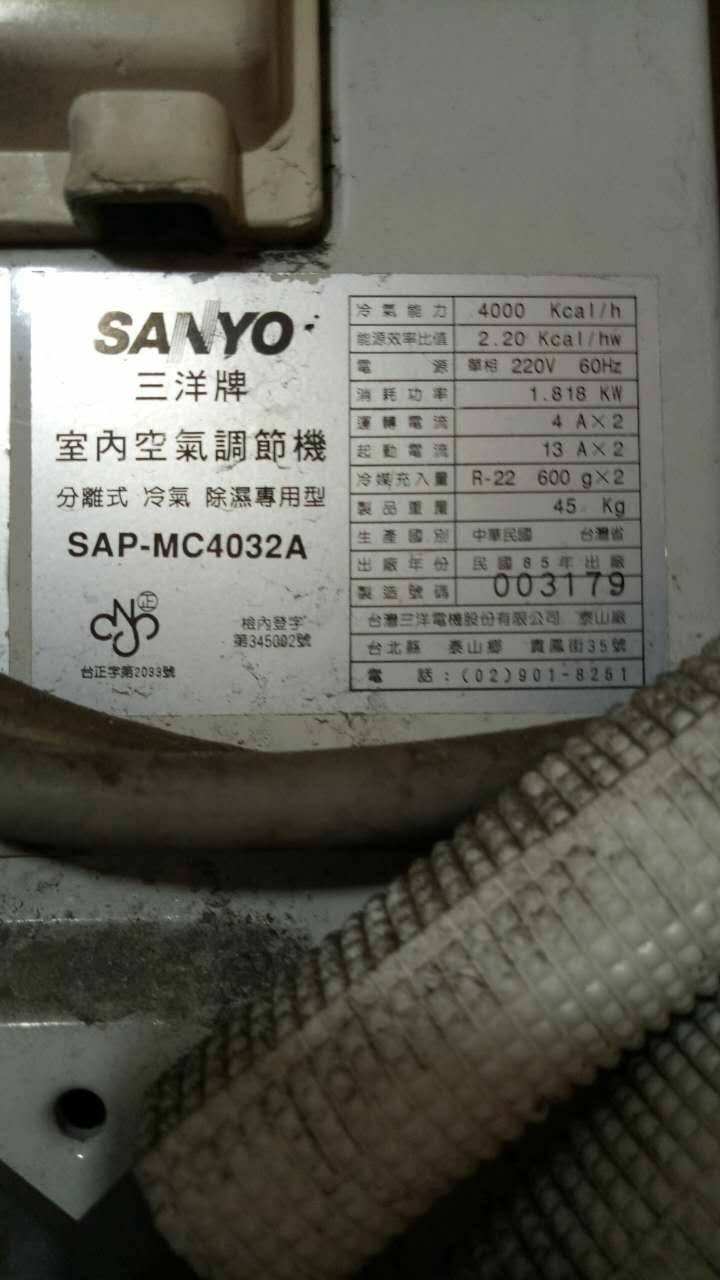 SANYO
三洋牌
室內空氣調節機
分離式 冷氣 除濕專用型
SAP-MC4032A
正
台正字第2033號
檢內登字
第345002號
冷氣能力 4000 Kcal/h
能源效率比值 2.20 Kcal/hw
電源 單相 220V 60Hz
消耗功率 1.818 KW
運轉電流 4 A×2
起動電流 13 A×2
冷媒充入量 R-22 600 g×2
製品重量 45 Kg
生產國別 中華民國 台灣省
出廠年份 民國85年出廠
製造號碼 003179
台灣三洋電機股份有限公司 泰山廠
台北縣 泰山鄉 貴鳳街35號
電話:(02)901-8261